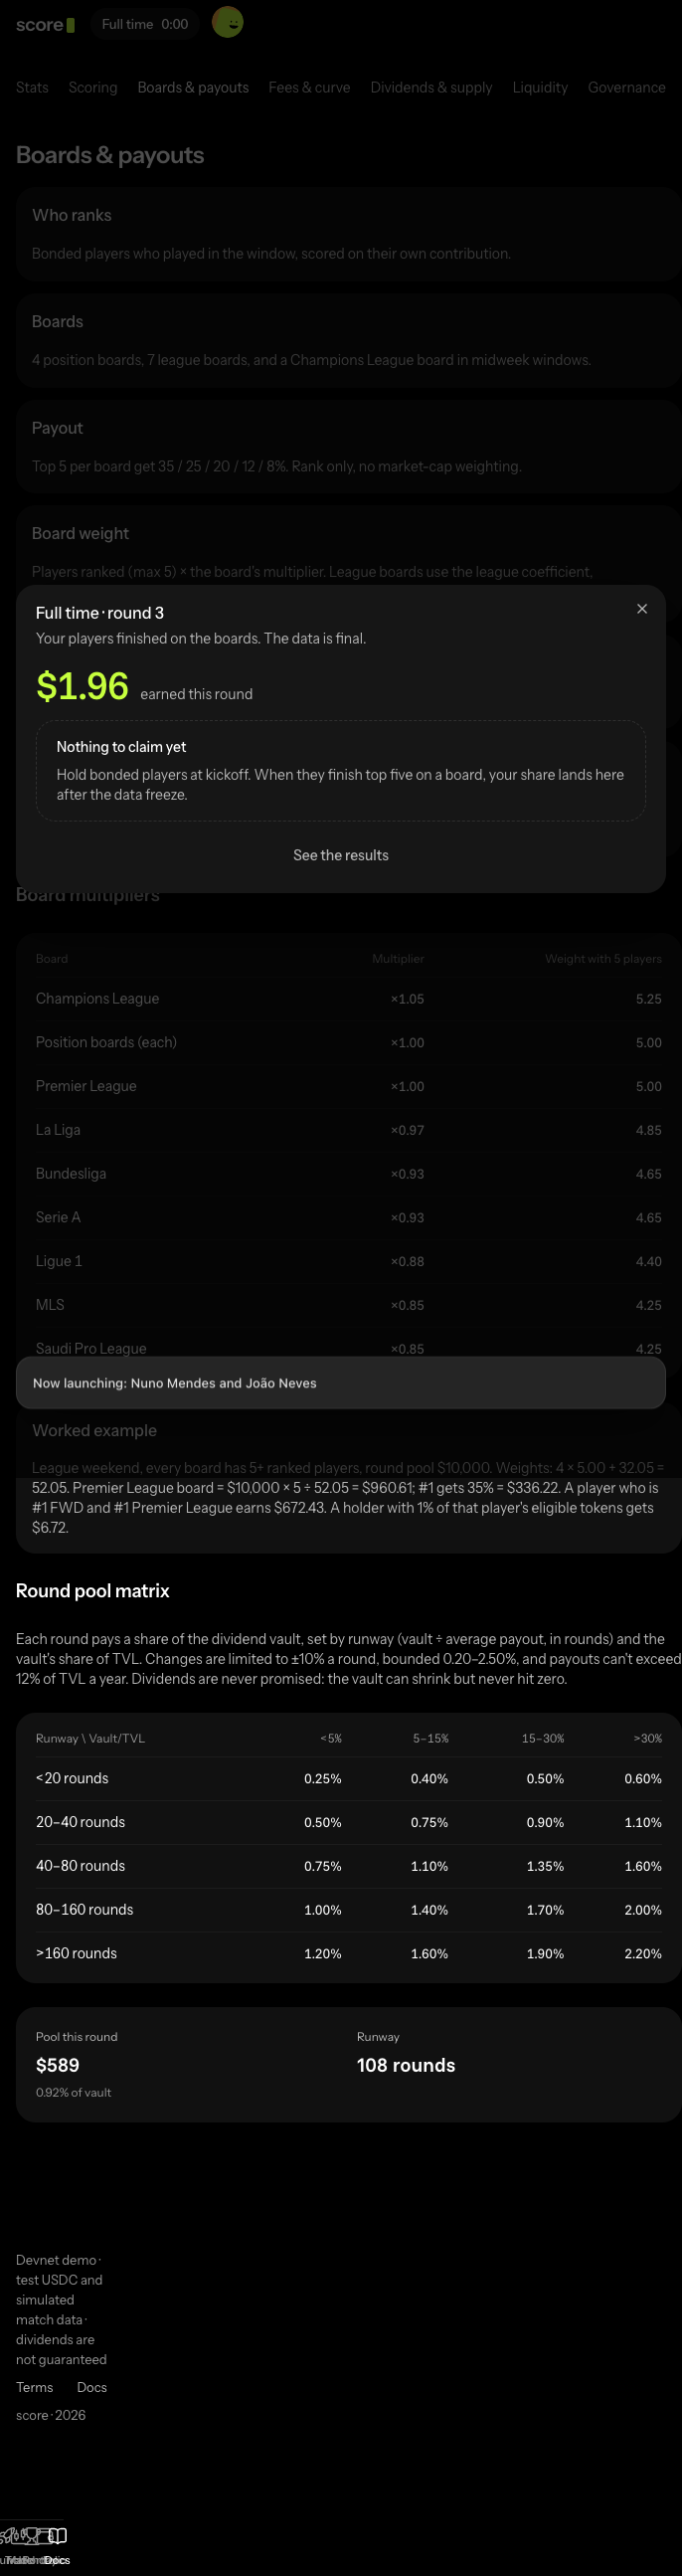 score
Full time 0:00
Stats Scoring Boards & payouts Fees & curve Dividends & supply Liquidity Governance
Boards & payouts
Who ranks
Bonded players who played in the window, scored on their own contribution.
Boards
4 position boards, 7 league boards, and a Champions League board in midweek windows.
Payout
Top 5 per board get 35 / 25 / 20 / 12 / 8%. Rank only, no market-cap weighting.
Board weight
Players ranked (max 5) × the board's multiplier. League boards use the league coefficient,
Full time · round 3
Your players finished on the boards. The data is final.
$1.96 earned this round
Nothing to claim yet
Hold bonded players at kickoff. When they finish top five on a board, your share lands here
after the data freeze.
See the results
Board multipliers
Board Multiplier Weight with 5 players
Champions League ×1.05 5.25
Position boards (each) ×1.00 5.00
Premier League ×1.00 5.00
La Liga ×0.97 4.85
Bundesliga ×0.93 4.65
Serie A ×0.93 4.65
Ligue 1 ×0.88 4.40
MLS ×0.85 4.25
Saudi Pro League ×0.85 4.25
Now launching: Nuno Mendes and João Neves
Worked example
League weekend, every board has 5+ ranked players, round pool $10,000. Weights: 4 × 5.00 + 32.05 =
52.05. Premier League board = $10,000 × 5 ÷ 52.05 = $960.61; #1 gets 35% = $336.22. A player who is
#1 FWD and #1 Premier League earns $672.43. A holder with 1% of that player's eligible tokens gets
$6.72.
Round pool matrix
Each round pays a share of the dividend vault, set by runway (vault ÷ average payout, in rounds) and the
vault's share of TVL. Changes are limited to ±10% a round, bounded 0.20–2.50%, and payouts can't exceed
12% of TVL a year. Dividends are never promised: the vault can shrink but never hit zero.
Runway \ Vault/TVL <5% 5–15% 15–30% >30%
<20 rounds 0.25% 0.40% 0.50% 0.60%
20–40 rounds 0.50% 0.75% 0.90% 1.10%
40–80 rounds 0.75% 1.10% 1.35% 1.60%
80–160 rounds 1.00% 1.40% 1.70% 2.00%
>160 rounds 1.20% 1.60% 1.90% 2.20%
Pool this round Runway
$589 108 rounds
0.92% of vault
Devnet demo ·
test USDC and
simulated
match data ·
dividends are
not guaranteed
Terms Docs
score · 2026
Docs